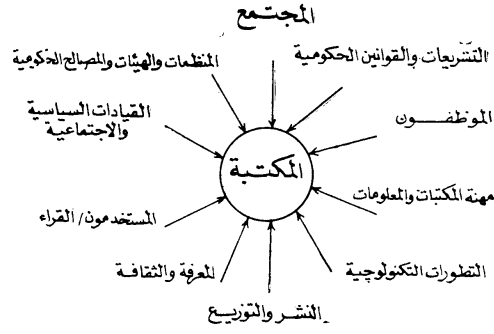 المجتمع
التشريعات والقوانين الحكومية
المنظمات والهيئات والمصالح الحكومية
القيادات السياسية
والاجتماعية
الموظفــــون
المكتبة
مهنة المكتبات والمعلومات
المستخدمون/ القراء
التطورات التكنولوجية
المعرفة والثقافة
النشر والتوزيع